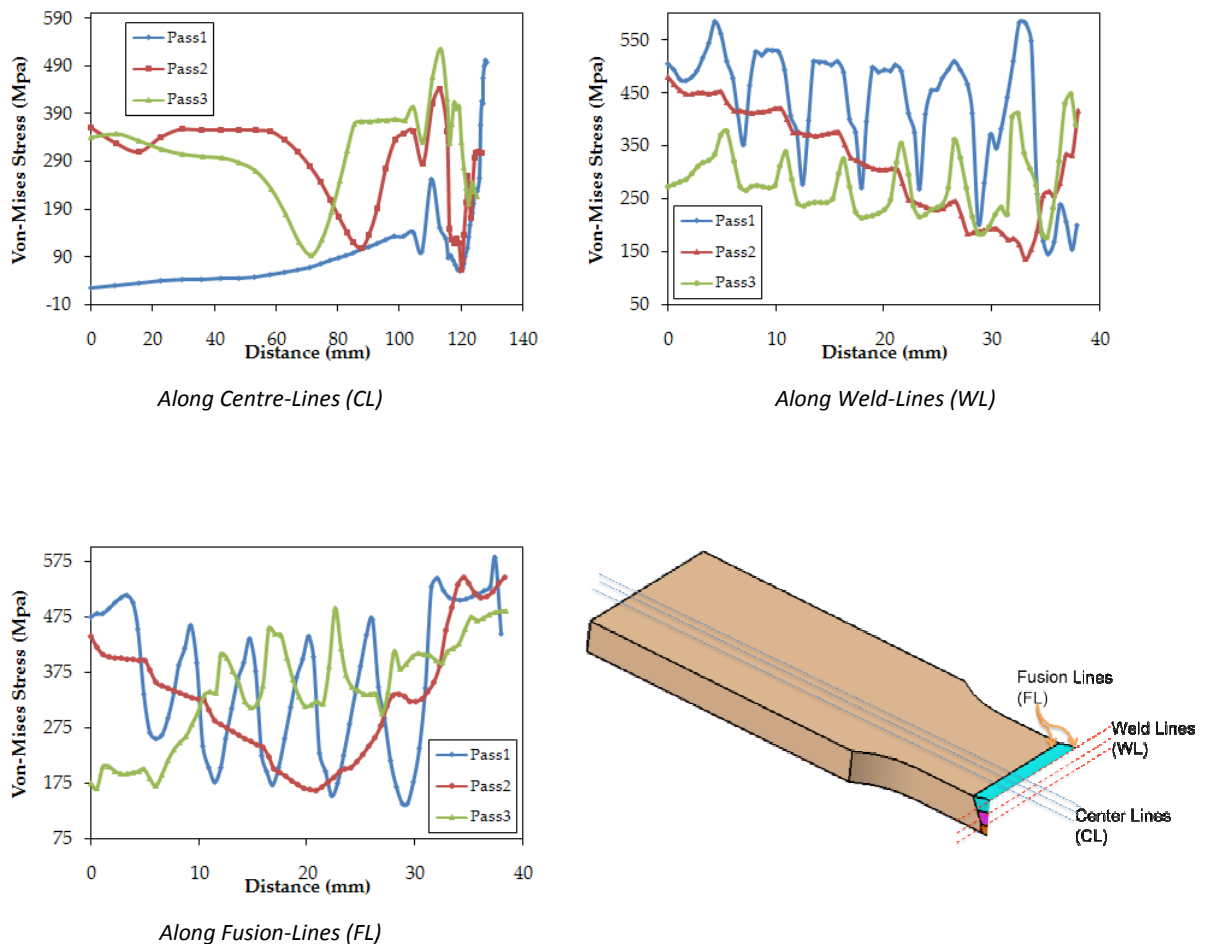 Von-Mises Stress (Mpa)
590
490
390
290
190
90
-10
Pass1
Pass2
Pass3
0 20 40 60 80 100 120 140
Distance (mm)
Along Centre-Lines (CL)
Von-Mises Stress (Mpa)
550
450
350
250
150
50
Pass1
Pass2
Pass3
0 10 20 30 40
Distance (mm)
Along Weld-Lines (WL)
Von-Mises Stress (Mpa)
575
475
375
275
175
75
Pass1
Pass2
Pass3
0 10 20 30 40
Distance (mm)
Along Fusion-Lines (FL)
Fusion Lines
(FL)
Weld Lines
(WL)
Center Lines
(CL)